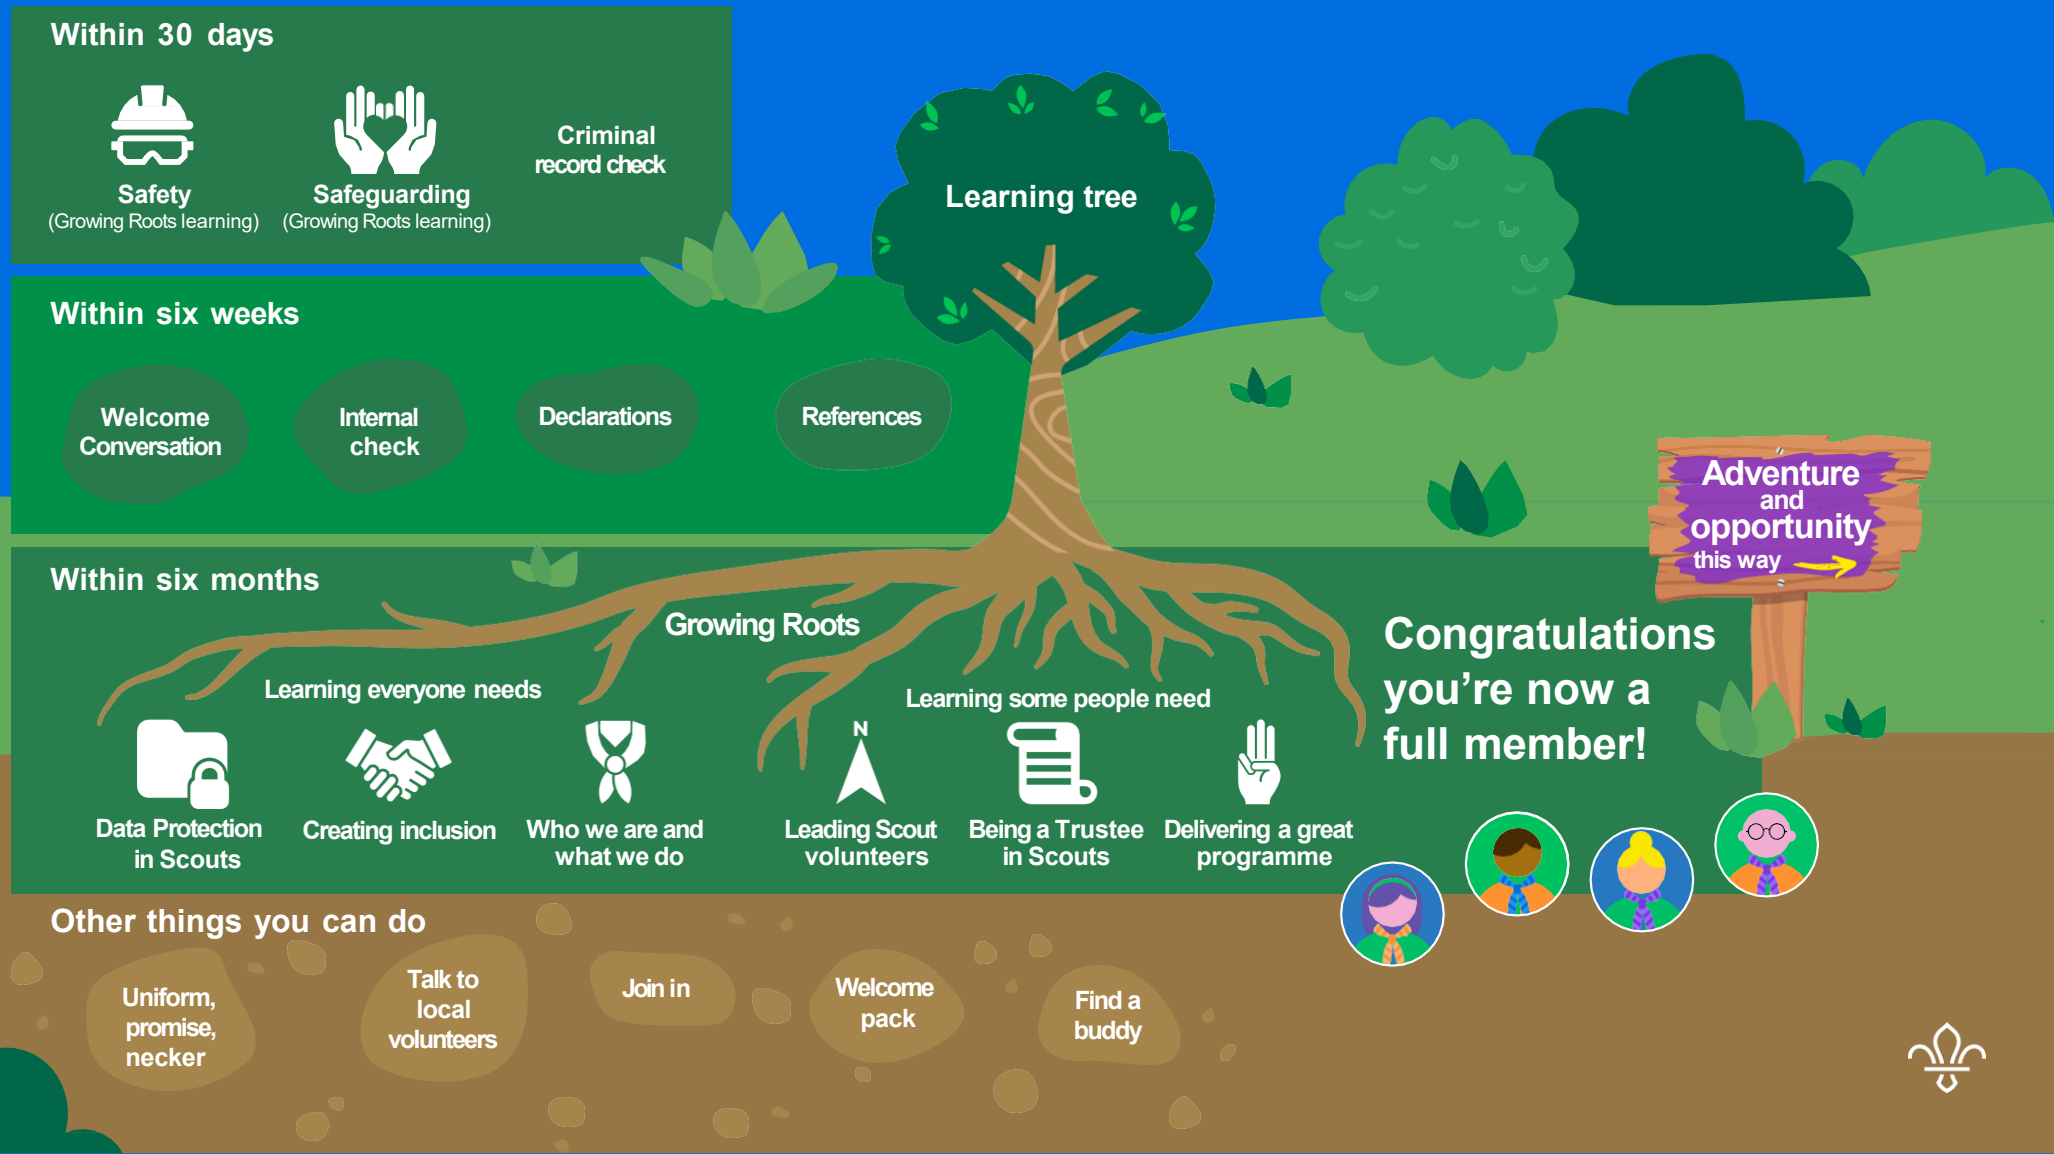 Within 30 days
Safety
(Growing Roots learning)
Safeguarding
(Growing Roots learning)
Criminal
record check
Learning tree
Within six weeks
Welcome
Conversation
Internal
check
Declarations
References
Adventure
and
opportunity
this way
Within six months
Growing Roots
Learning everyone needs
Data Protection
in Scouts
Creating inclusion
Who we are and
what we do
Learning some people need
N
Leading Scout
volunteers
Being a Trustee
in Scouts
Delivering a great
programme
Congratulations
you're now a
full member!
Other things you can do
Uniform,
promise,
necker
Talk to
local
volunteers
Join in
Welcome
pack
Find a
buddy